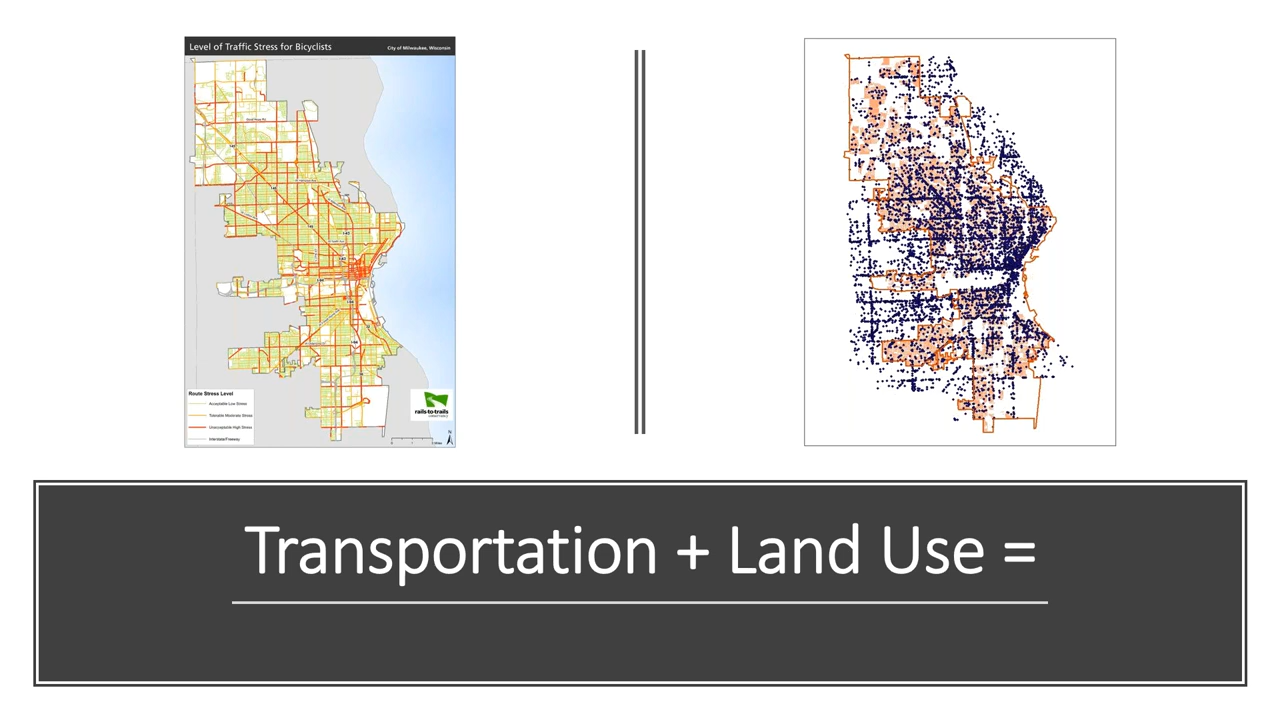 Level of Traffic Stress for Bicyclists
City of Milwaukee, Wisconsin
Route Stress Level
Acceptable Low Stress
Tolerable Moderate Stress
Unacceptable High Stress
Interstate/Freeway
rails-to-trails
N
Transportation + Land Use =